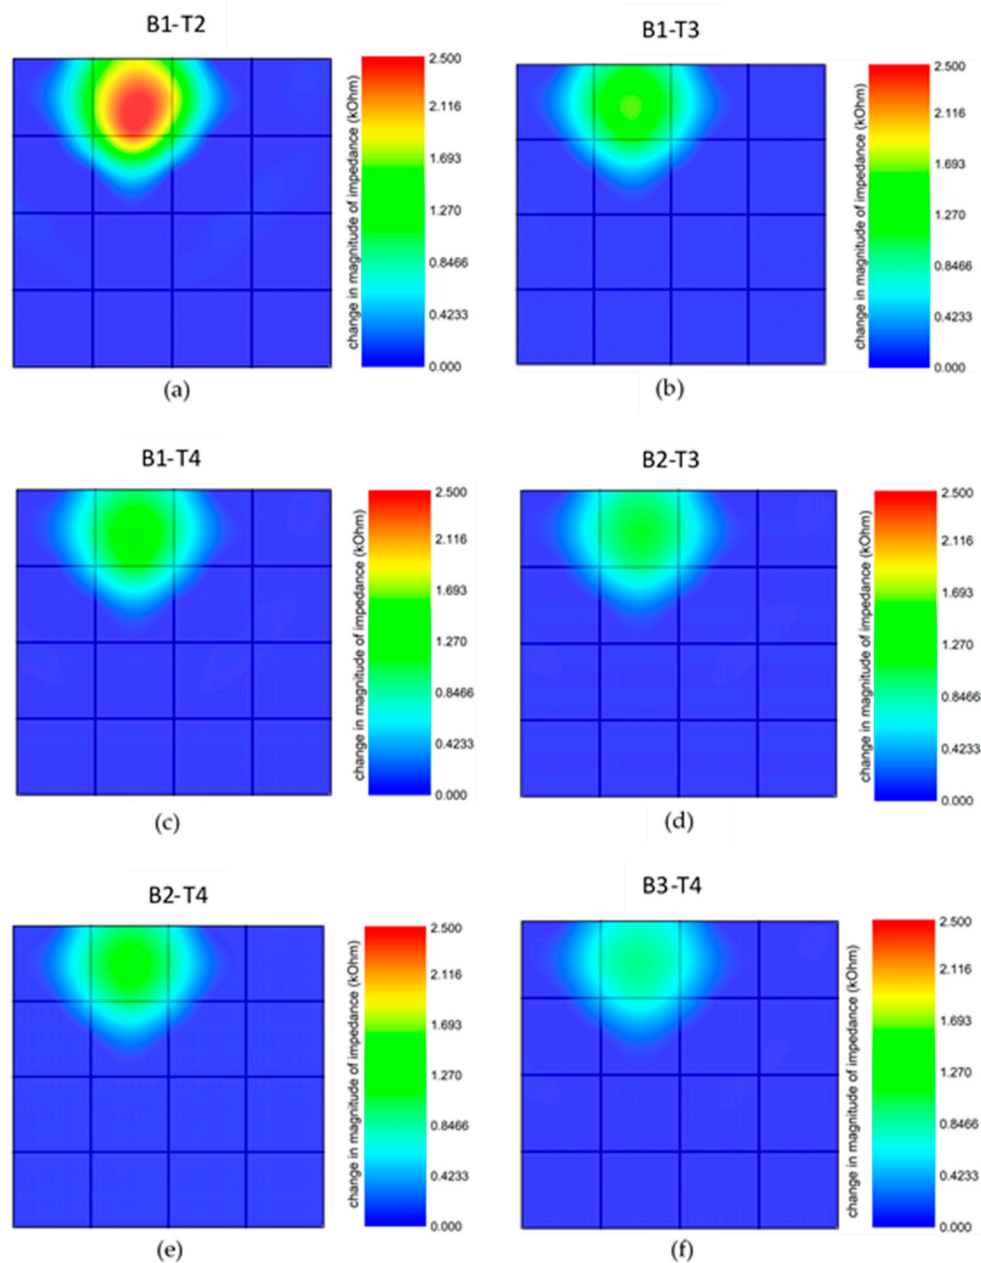 B1-T2
change in magnitude of impedance (kOhm)
2.500
2.116
1.693
1.270
0.8466
0.4233
0.000
(a)
B1-T3
change in magnitude of impedance (kOhm)
2.500
2.116
1.693
1.270
0.8466
0.4233
0.000
(b)
B1-T4
change in magnitude of impedance (kOhm)
2.500
2.116
1.693
1.270
0.8466
0.4233
0.000
(c)
B2-T3
change in magnitude of impedance (kOhm)
2.500
2.116
1.693
1.270
0.8466
0.4233
0.000
(d)
B2-T4
change in magnitude of impedance (kOhm)
2.500
2.116
1.693
1.270
0.8466
0.4233
0.000
(e)
B3-T4
change in magnitude of impedance (kOhm)
2.500
2.116
1.693
1.270
0.8466
0.4233
0.000
(f)